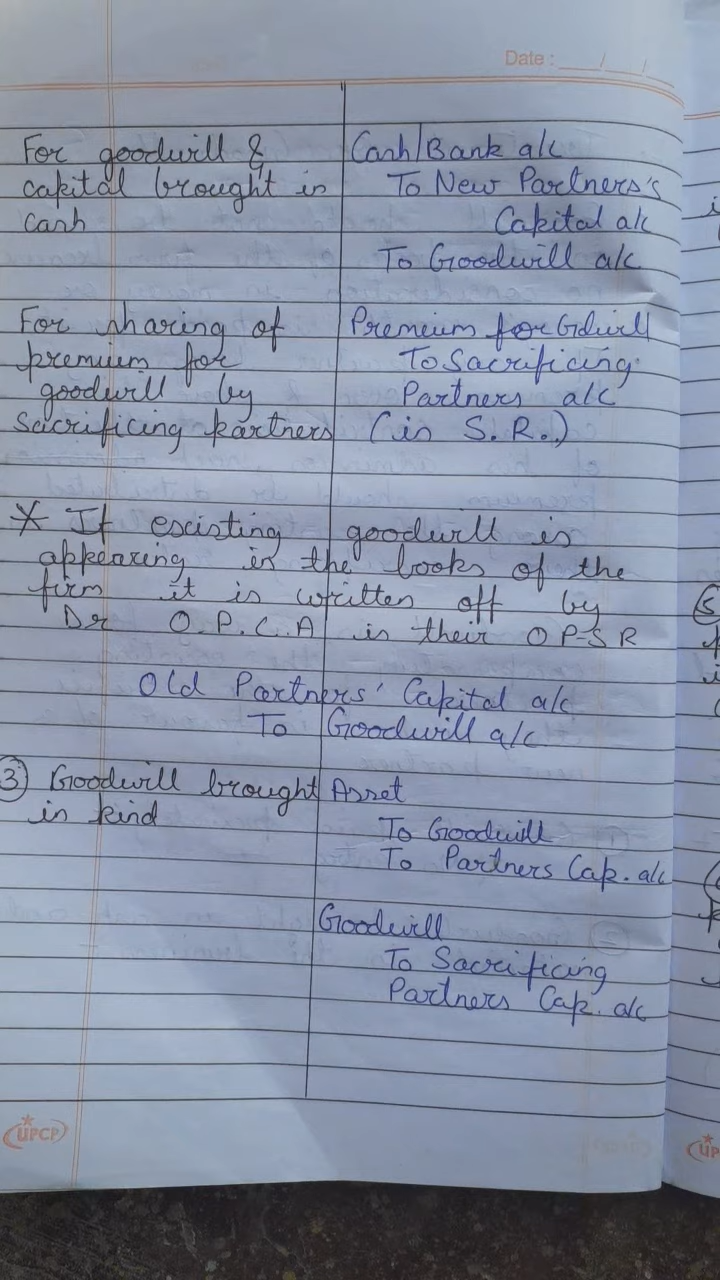 Date : __/__/__
For goodwill & Cash/Bank a/c
capital brought in To New Partners's
cash Capital a/c
To Goodwill a/c
For sharing of Premium for Gdwill
premium for To Sacrificing
goodwill by Partners a/c
Sacrificing partners (in S.R.)
* If existing goodwill is
appearing in the books of the
firm it is written off by
Dr O.P.C.A in their O P-S R
Old Partners' Capital a/c
To Goodwill a/c
3 Goodwill brought Asset
in kind To Goodwill
To Partners Cap. a/c
Goodwill
To Sacrificing
Partners Cap. a/c
UPCP